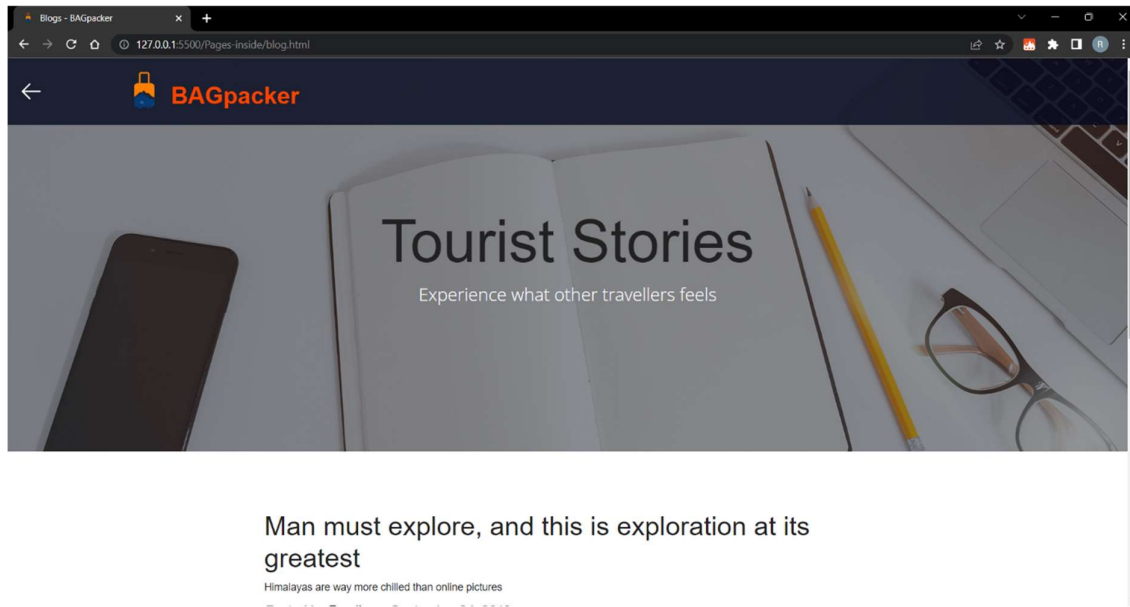 Blogs - BAGpacker
127.0.0.1:5500/Pages-inside/blog.html
R
BAGpacker
Tourist Stories
Experience what other travellers feels
Man must explore, and this is exploration at its
greatest
Himalayas are way more chilled than online pictures